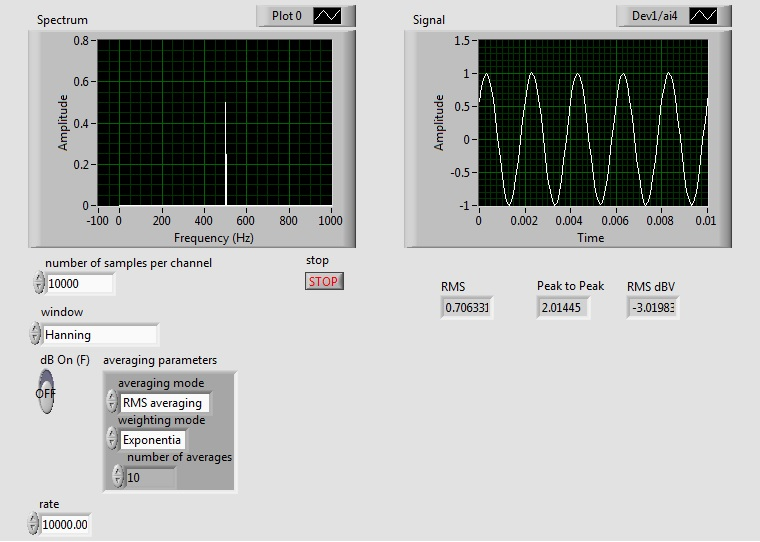 Spectrum
Plot 0
0.8
0.6
0.4
0.2
0
Amplitude
-100 0 200 400 600 800 1000
Frequency (Hz)
Signal
Dev1/ai4
1.5
1
0.5
0
-0.5
-1
Amplitude
0 0.002 0.004 0.006 0.008 0.01
Time
number of samples per channel
10000
stop
STOP
RMS
0.706331
Peak to Peak
2.01445
RMS dBV
-3.01983
window
Hanning
dB On (F)
OFF
averaging parameters
averaging mode
RMS averaging
weighting mode
Exponentia
number of averages
10
rate
10000.00